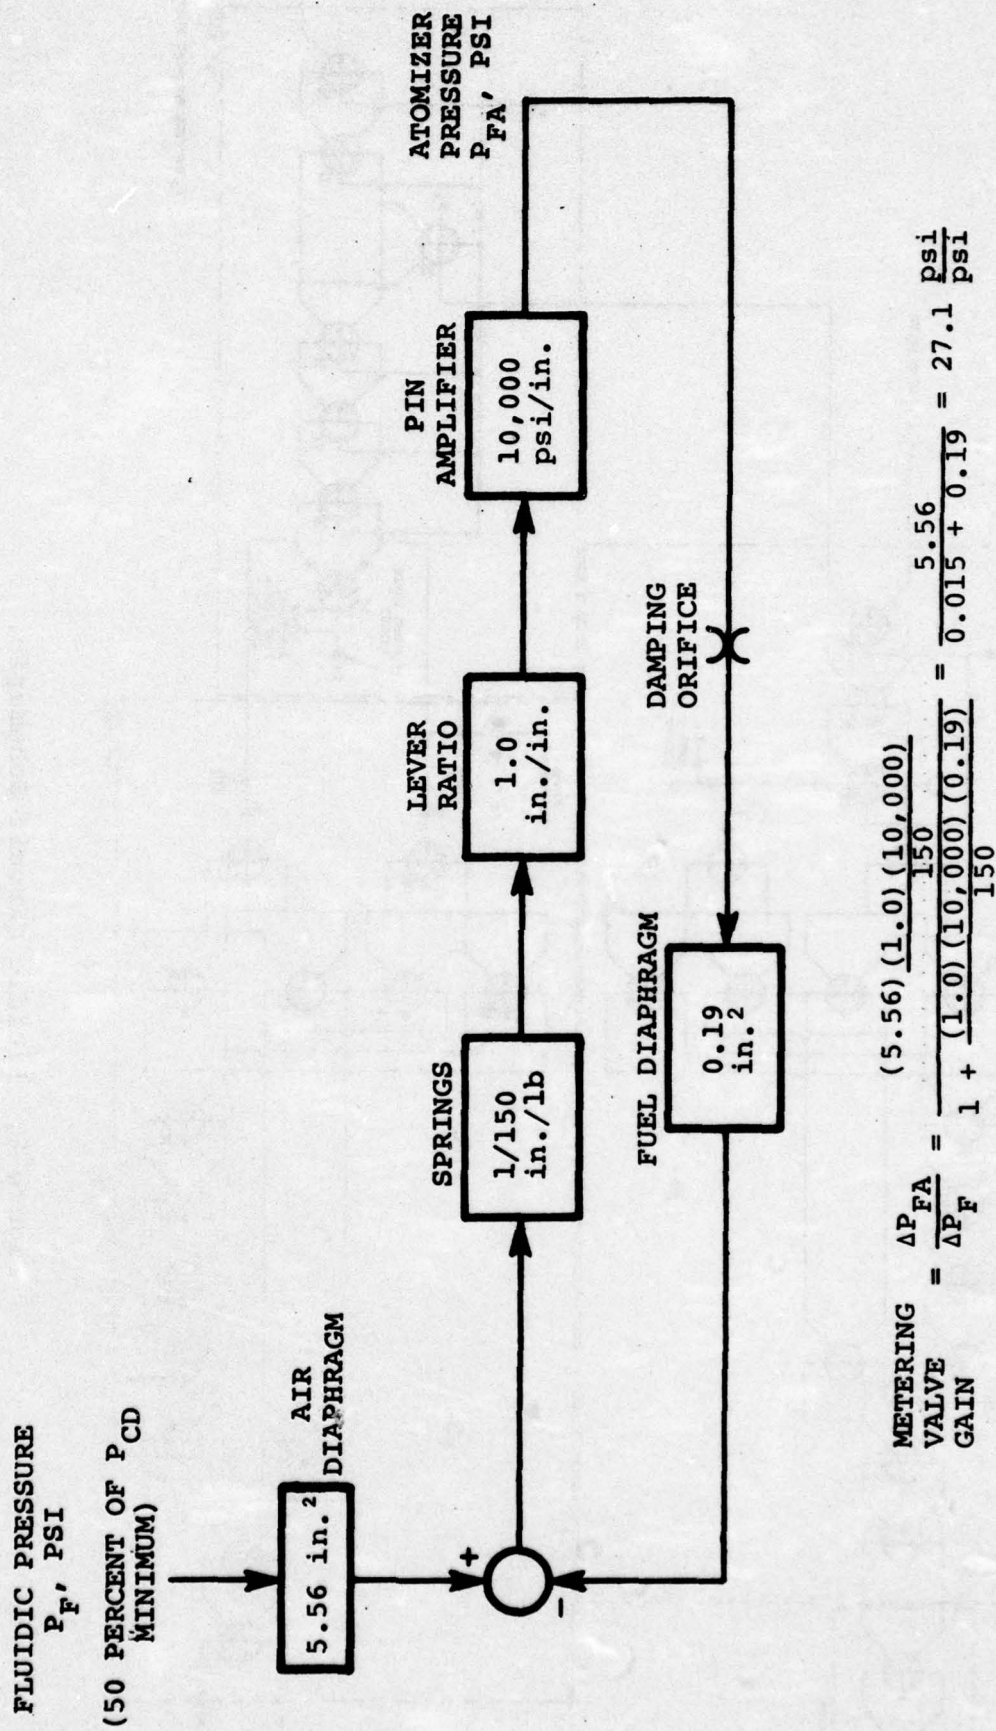 FLUIDIC PRESSURE
P_F, PSI
(50 PERCENT OF P_CD
MINIMUM)
AIR
DIAPHRAGM
5.56 in.²
+
-
SPRINGS
1/150
in./lb
LEVER
RATIO
1.0
in./in.
PIN
AMPLIFIER
10,000
psi/in.
ATOMIZER
PRESSURE
P_FA, PSI
DAMPING
ORIFICE
FUEL DIAPHRAGM
0.19
in.²
METERING
VALVE
GAIN
= ΔP_FA / ΔP_F = (5.56) (1.0) (10,000) / 150
1 + (1.0) (10,000) (0.19) / 150
= 5.56 / 0.015 + 0.19 = 27.1 psi / psi